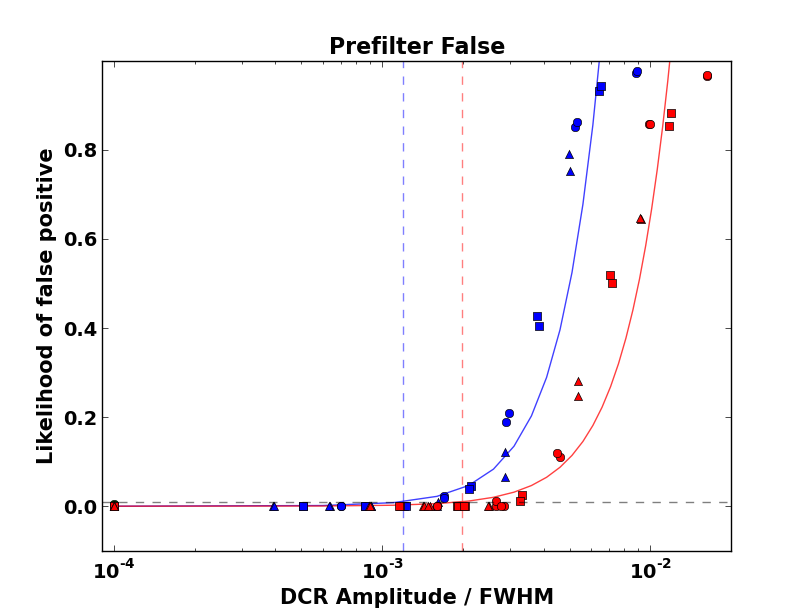 Prefilter False
Likelihood of false positive
0.8
0.6
0.4
0.2
0.0
10^-4
10^-3
10^-2
DCR Amplitude / FWHM